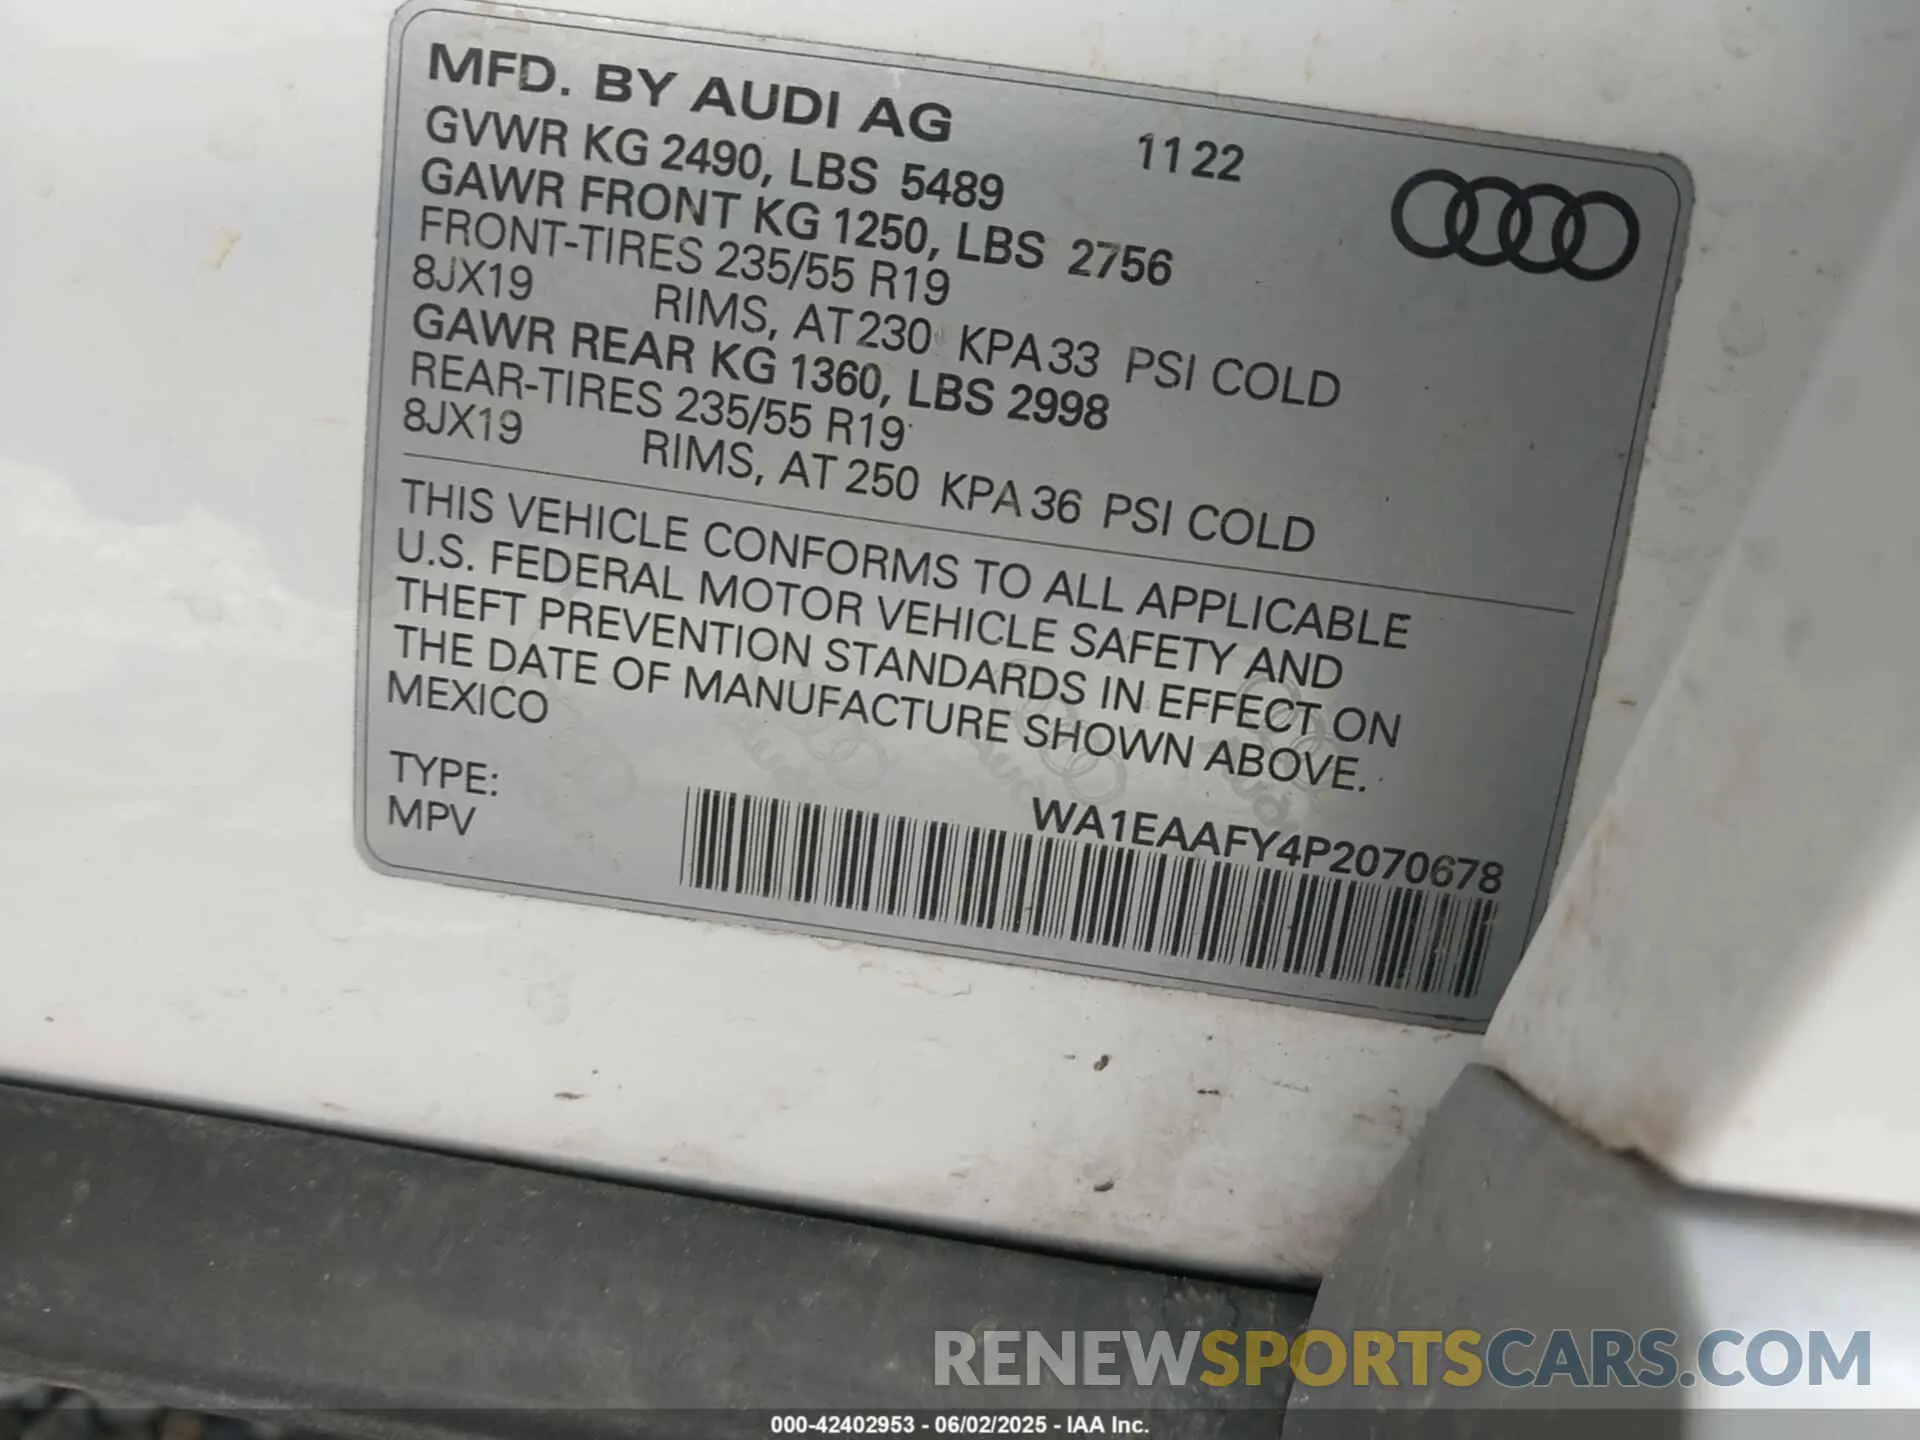 MFD. BY AUDI AG 11 22
GVWR KG 2490, LBS 5489
GAWR FRONT KG 1250, LBS 2756
FRONT-TIRES 235/55 R19
8JX19 RIMS, AT 230 KPA 33 PSI COLD
GAWR REAR KG 1360, LBS 2998
REAR-TIRES 235/55 R19
8JX19 RIMS, AT 250 KPA 36 PSI COLD
THIS VEHICLE CONFORMS TO ALL APPLICABLE
U.S. FEDERAL MOTOR VEHICLE SAFETY AND
THEFT PREVENTION STANDARDS IN EFFECT ON
THE DATE OF MANUFACTURE SHOWN ABOVE.
MEXICO
TYPE:
MPV
WA1EAAFY4P2070678
RENEWSPORTSCARS.COM
000-42402953 - 06/02/2025 - IAA Inc.